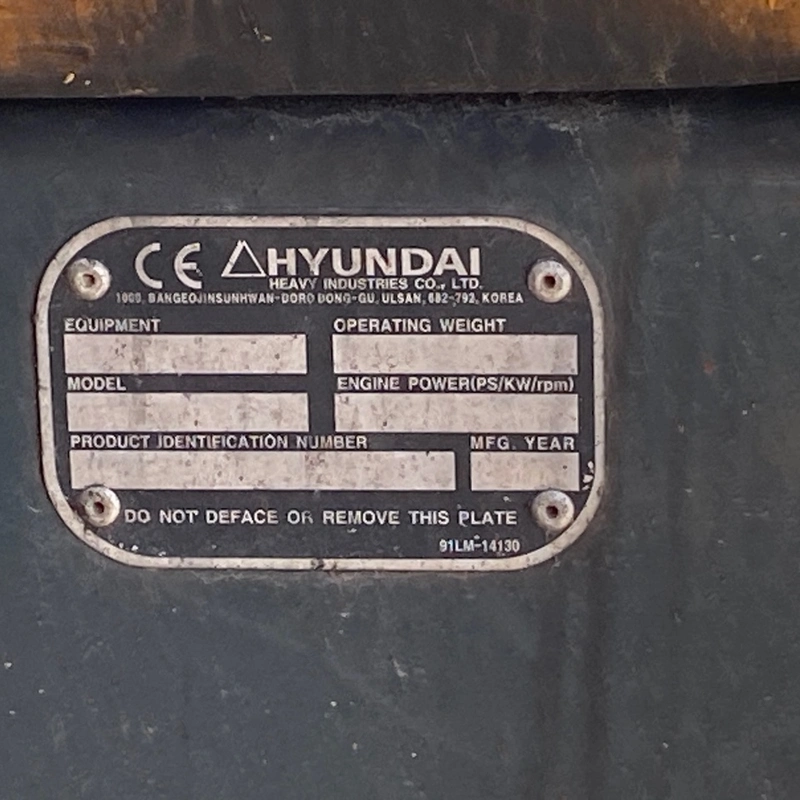 CE HYUNDAI
HEAVY INDUSTRIES CO., LTD.
1000, BANGEOJINSUNHWAN-DORO DONG-GU, ULSAN, 682-792, KOREA
EQUIPMENT OPERATING WEIGHT
MODEL ENGINE POWER(PS/KW/rpm)
PRODUCT IDENTIFICATION NUMBER MFG. YEAR
DO NOT DEFACE OR REMOVE THIS PLATE
91LM-14130